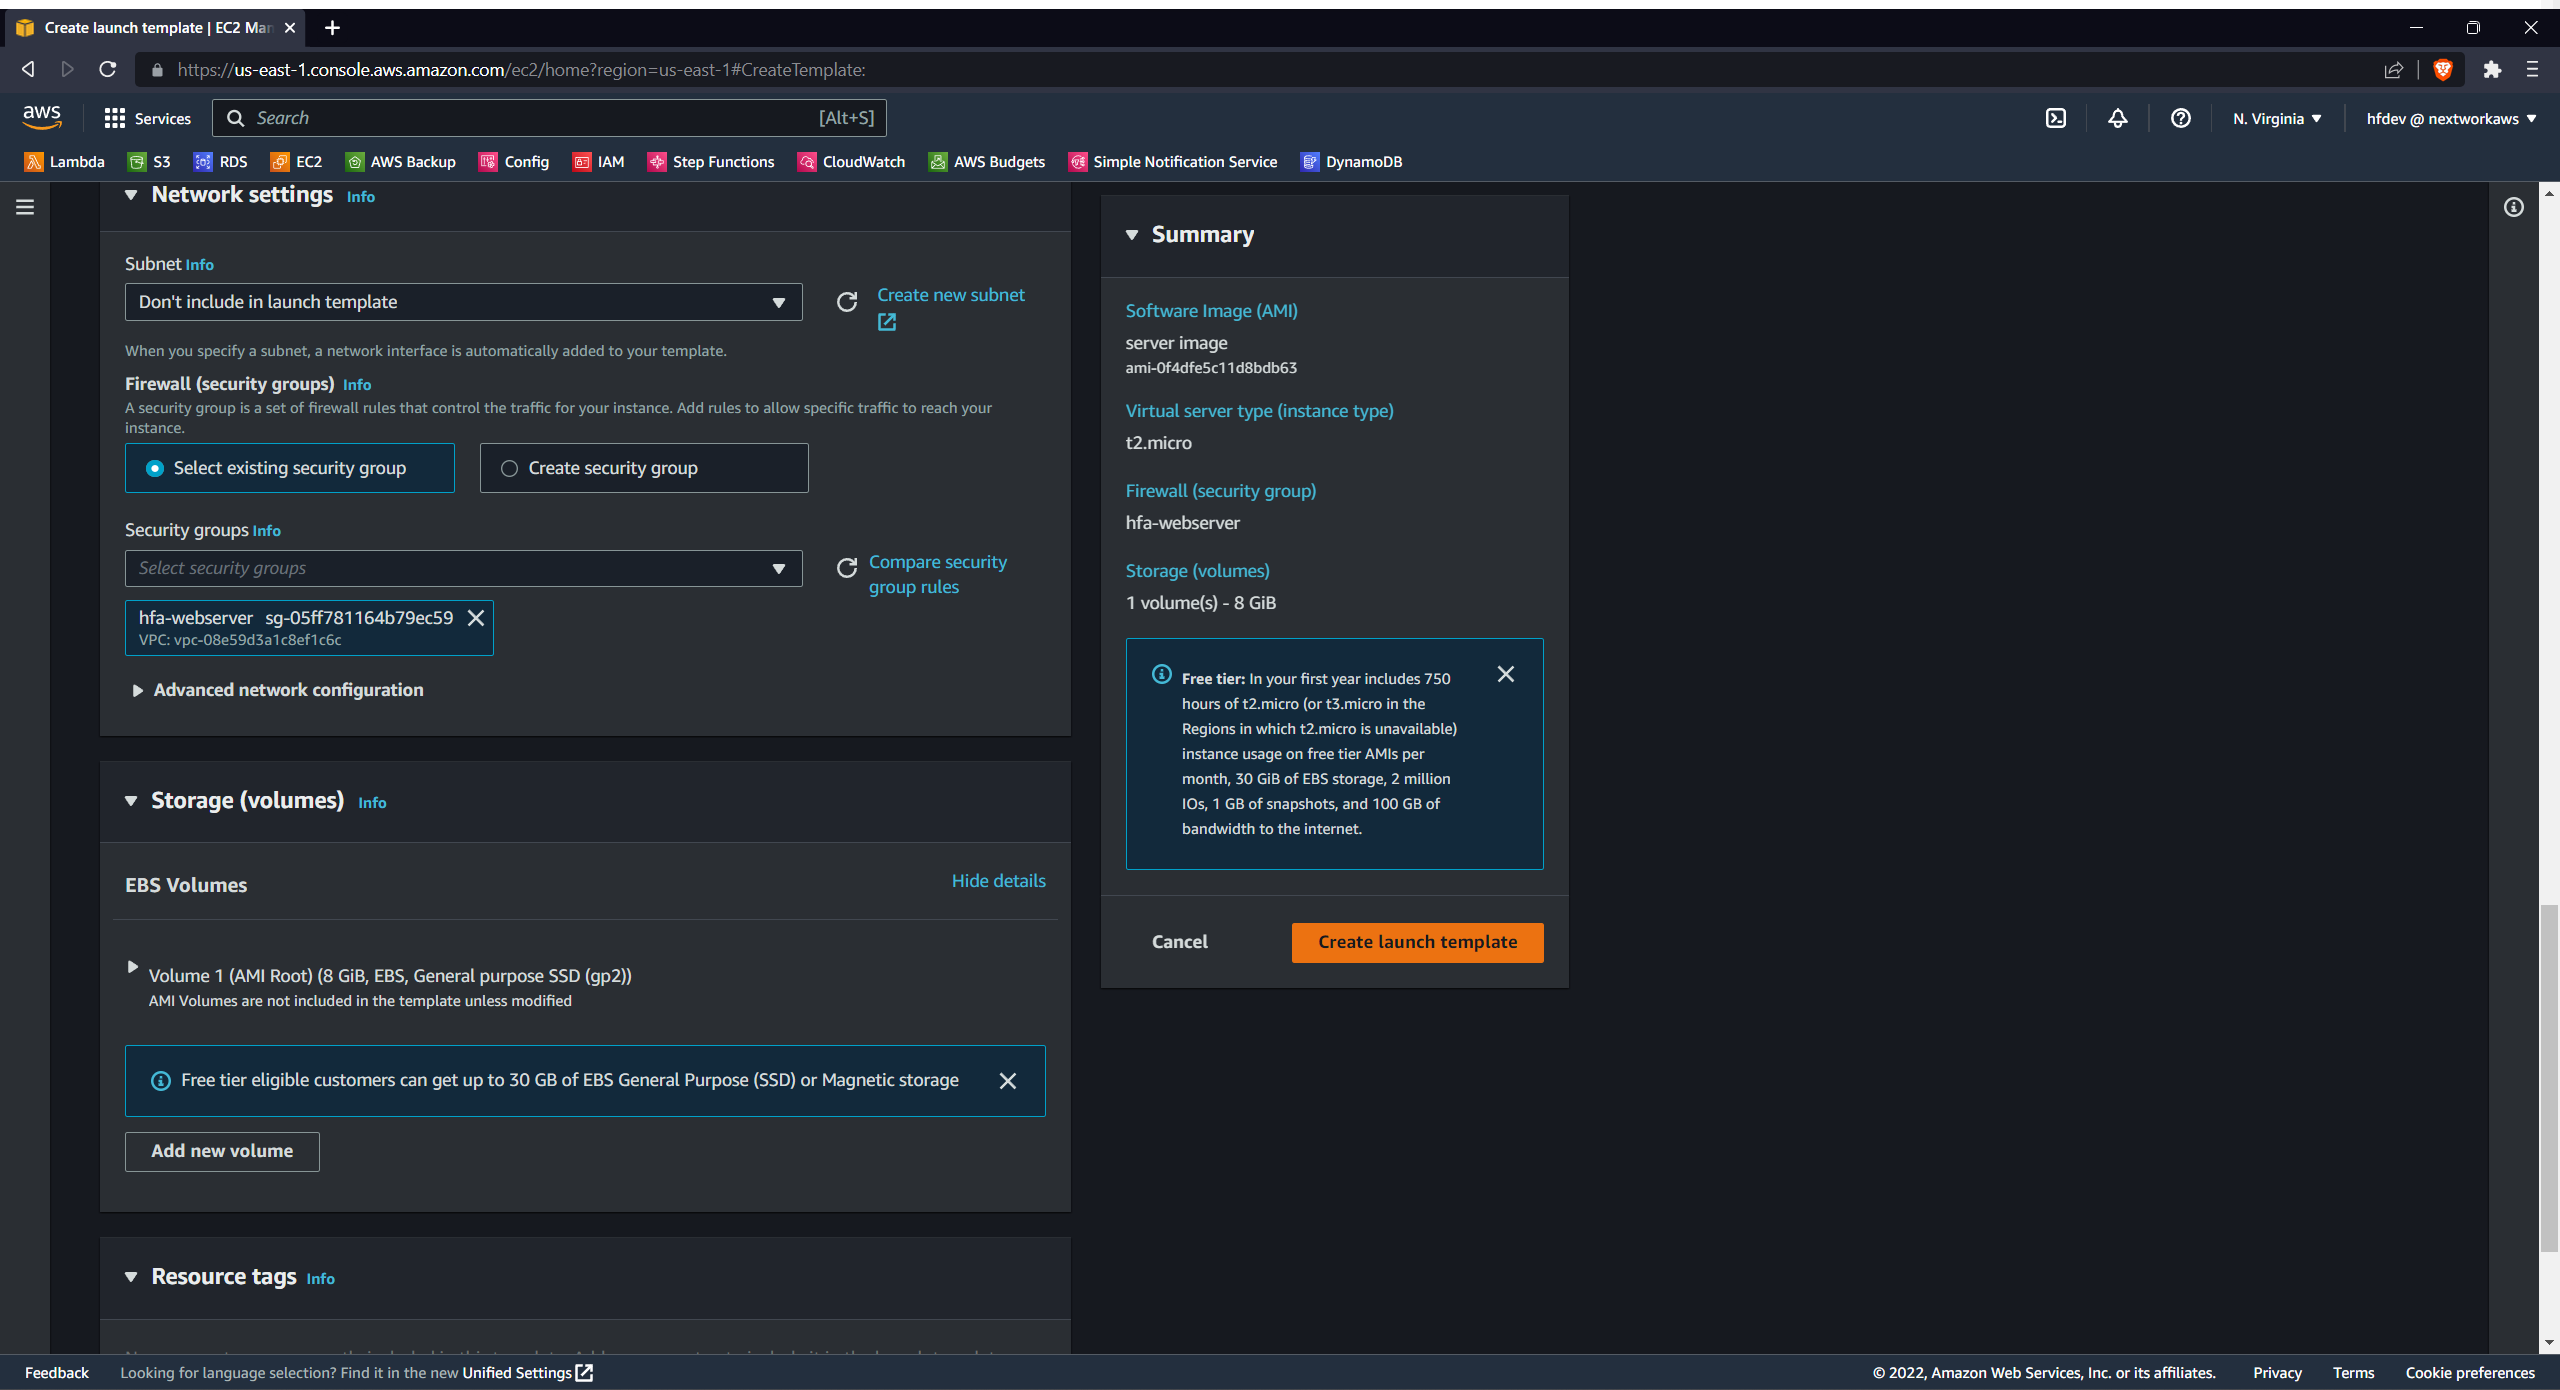 Create launch template | EC2 Man
https://us-east-1.console.aws.amazon.com/ec2/home?region=us-east-1#CreateTemplate:
aws
Services
Search
[Alt+S]
N. Virginia
hfdev @ nextworkaws
Lambda
S3
RDS
EC2
AWS Backup
Config
IAM
Step Functions
CloudWatch
AWS Budgets
Simple Notification Service
DynamoDB
Network settings Info
Subnet Info
Don't include in launch template
Create new subnet
When you specify a subnet, a network interface is automatically added to your template.
Firewall (security groups) Info
A security group is a set of firewall rules that control the traffic for your instance. Add rules to allow specific traffic to reach your
instance.
Select existing security group
Create security group
Security groups Info
Select security groups
Compare security
group rules
hfa-webserver sg-05ff781164b79ec59
VPC: vpc-08e59d3a1c8ef1c6c
Advanced network configuration
Storage (volumes) Info
EBS Volumes
Hide details
Volume 1 (AMI Root) (8 GiB, EBS, General purpose SSD (gp2))
AMI Volumes are not included in the template unless modified
Free tier eligible customers can get up to 30 GB of EBS General Purpose (SSD) or Magnetic storage
Add new volume
Resource tags Info
Summary
Software Image (AMI)
server image
ami-0f4dfe5c11d8bdb63
Virtual server type (instance type)
t2.micro
Firewall (security group)
hfa-webserver
Storage (volumes)
1 volume(s) - 8 GiB
Free tier: In your first year includes 750
hours of t2.micro (or t3.micro in the
Regions in which t2.micro is unavailable)
instance usage on free tier AMIs per
month, 30 GiB of EBS storage, 2 million
IOs, 1 GB of snapshots, and 100 GB of
bandwidth to the internet.
Cancel
Create launch template
Feedback
Looking for language selection? Find it in the new Unified Settings
© 2022, Amazon Web Services, Inc. or its affiliates.
Privacy
Terms
Cookie preferences